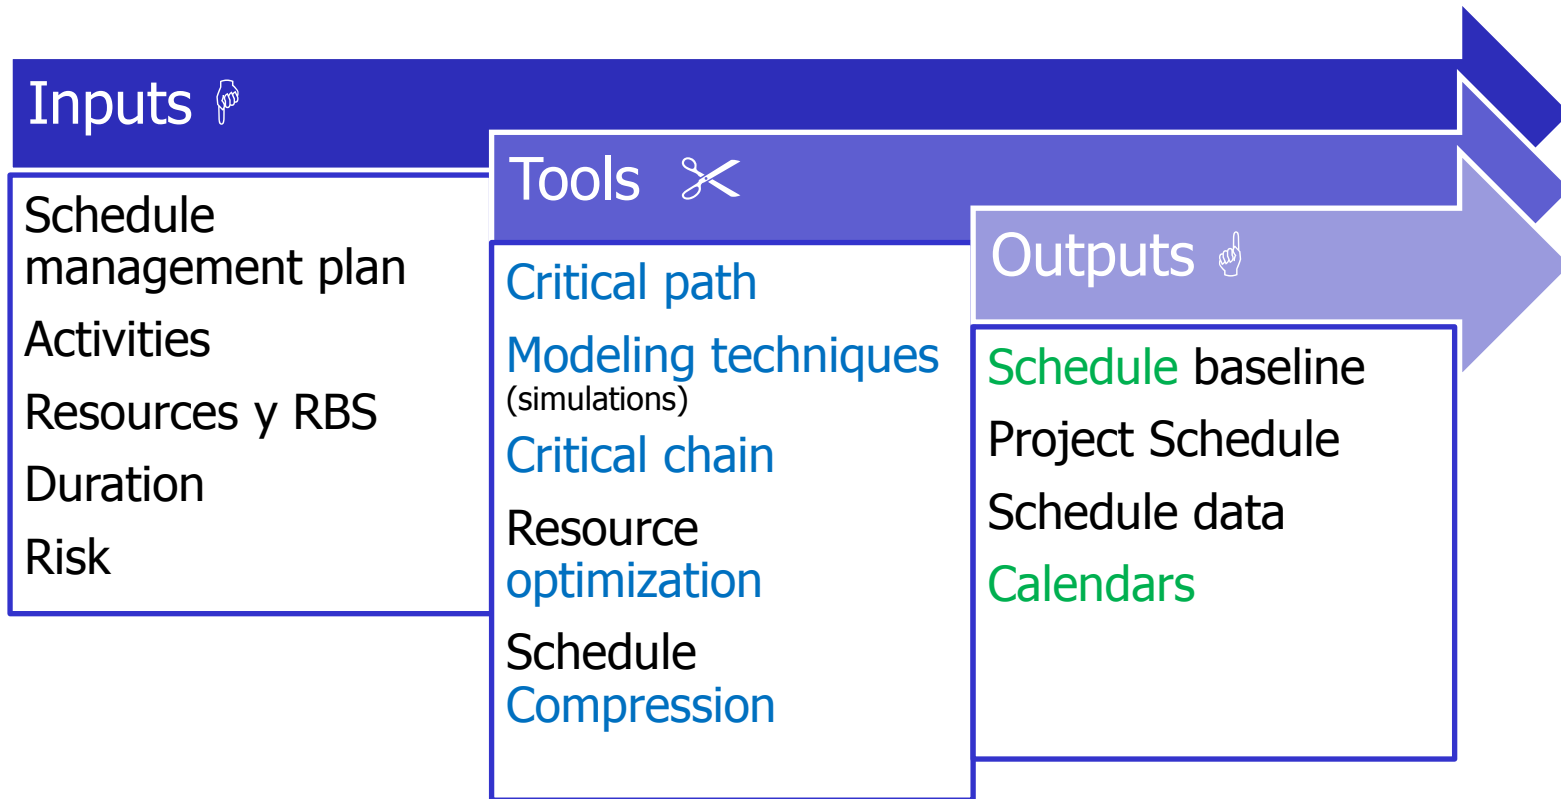 Inputs
Schedule
management plan
Activities
Resources y RBS
Duration
Risk
Tools
Critical path
Modeling techniques
(simulations)
Critical chain
Resource
optimization
Schedule
Compression
Outputs
Schedule baseline
Project Schedule
Schedule data
Calendars